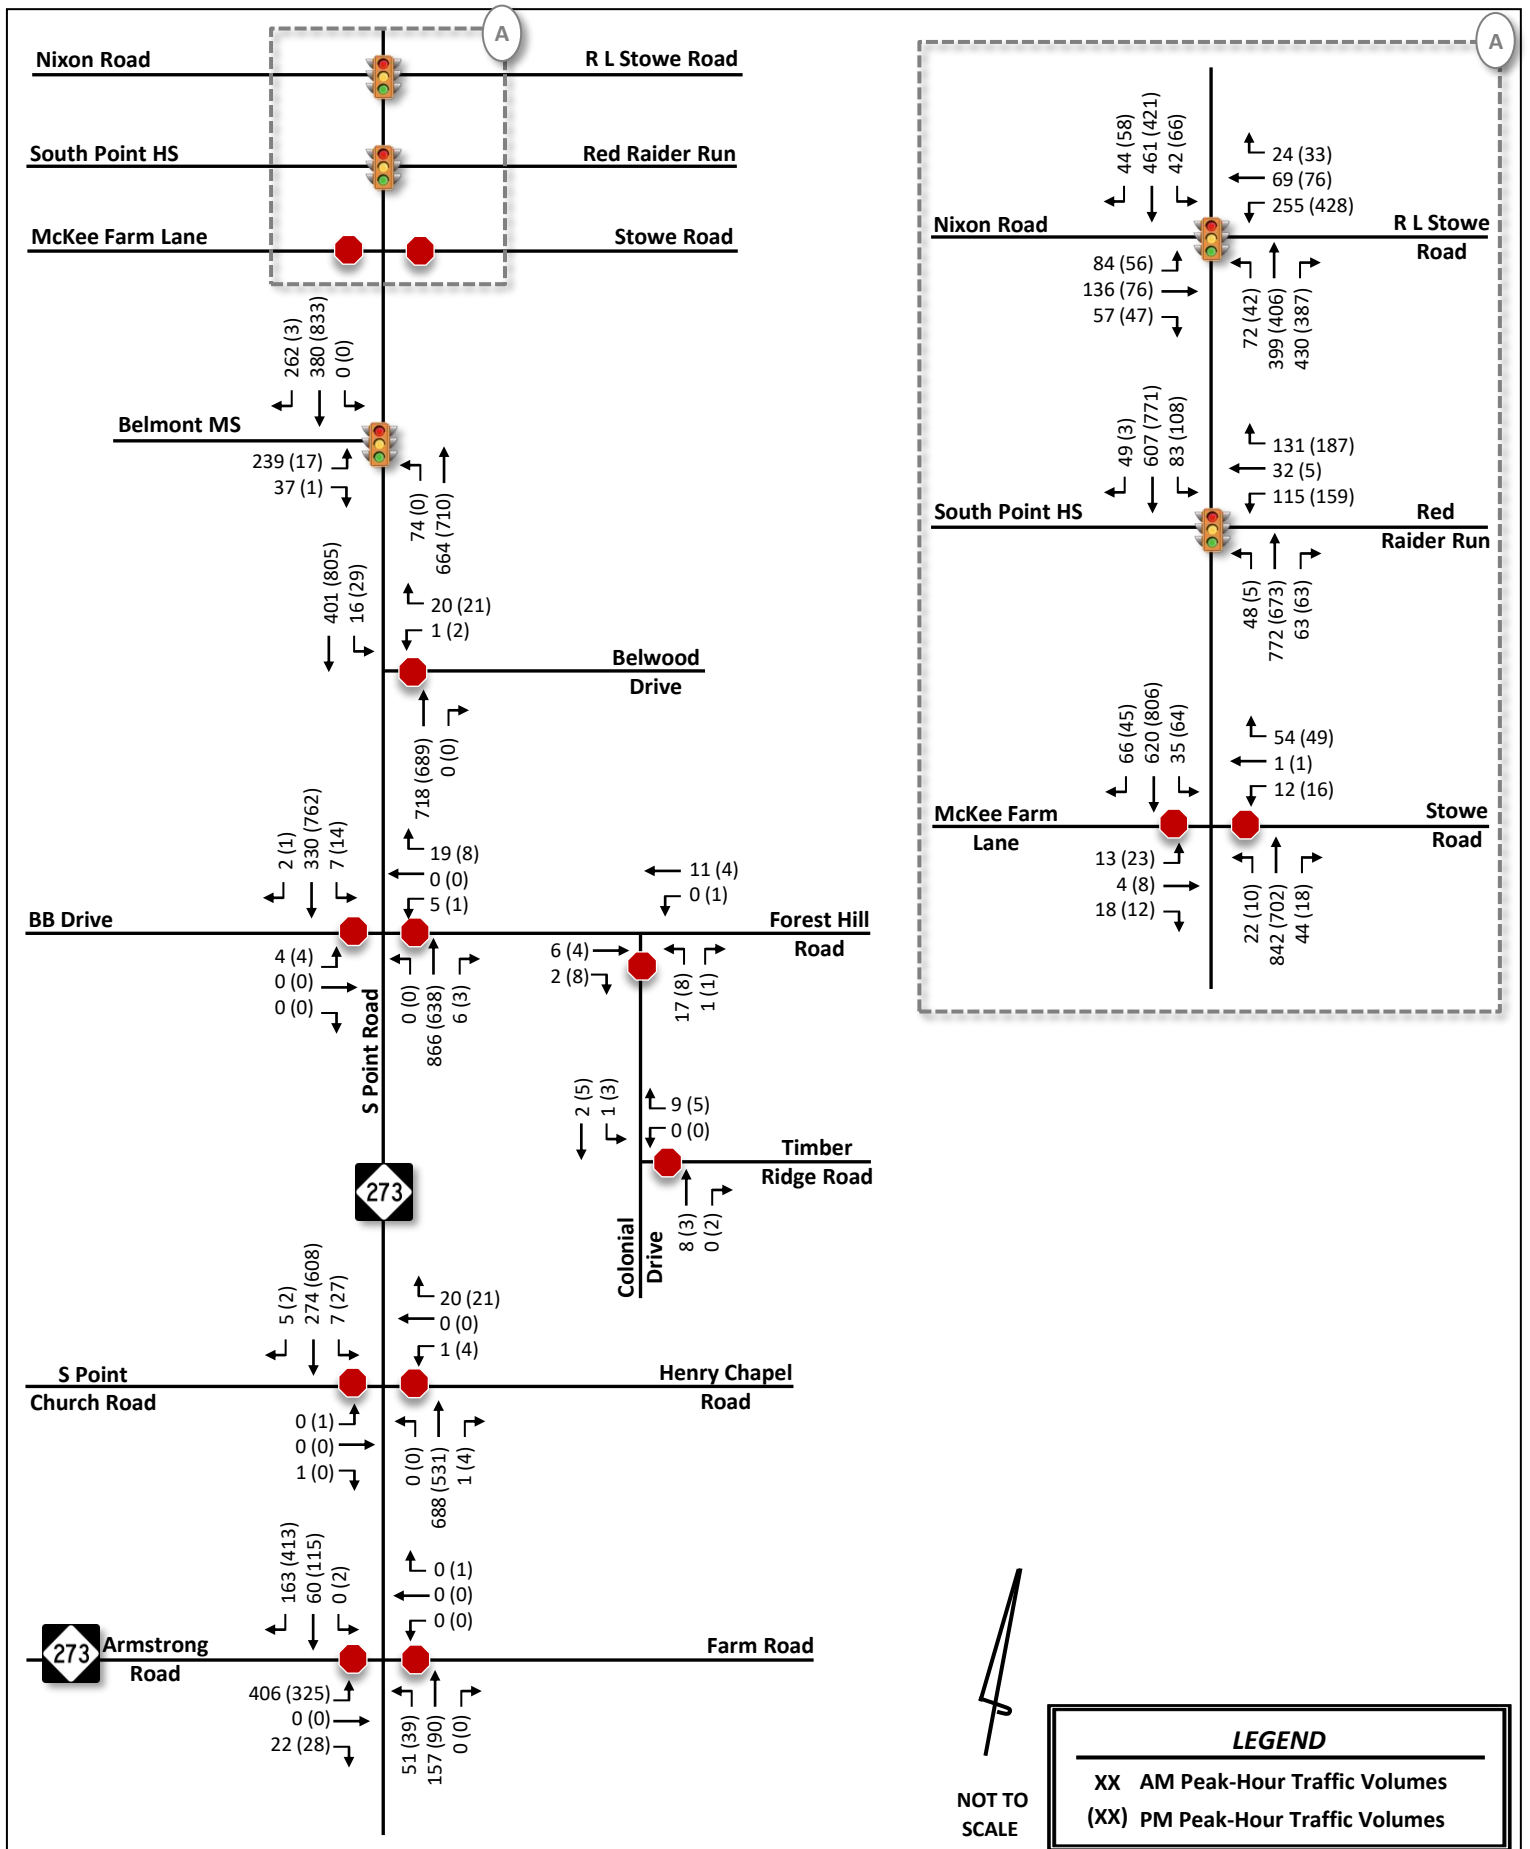 A
Nixon Road
R L Stowe Road
South Point HS
Red Raider Run
McKee Farm Lane
Stowe Road
262 (3)
380 (833)
0 (0)
Belmont MS
239 (17)
37 (1)
74 (0)
664 (710)
401 (805)
16 (29)
20 (21)
1 (2)
Belwood
Drive
718 (689)
0 (0)
2 (1)
330 (762)
7 (14)
19 (8)
0 (0)
5 (1)
11 (4)
0 (1)
BB Drive
Forest Hill
Road
4 (4)
0 (0)
0 (0)
0 (0)
866 (638)
6 (3)
6 (4)
2 (8)
17 (8)
1 (1)
S Point Road
2 (5)
1 (3)
9 (5)
0 (0)
Timber
Ridge Road
8 (3)
0 (2)
Colonial
Drive
273
5 (2)
274 (608)
7 (27)
20 (21)
0 (0)
1 (4)
S Point
Church Road
Henry Chapel
Road
0 (1)
0 (0)
1 (0)
0 (0)
688 (531)
1 (4)
163 (413)
60 (115)
0 (2)
0 (1)
0 (0)
0 (0)
273
Armstrong
Road
Farm Road
406 (325)
0 (0)
22 (28)
51 (39)
157 (90)
0 (0)
A
44 (58)
461 (421)
42 (66)
24 (33)
69 (76)
255 (428)
Nixon Road
R L Stowe
Road
84 (56)
136 (76)
57 (47)
72 (42)
399 (406)
430 (387)
49 (3)
607 (771)
83 (108)
131 (187)
32 (5)
115 (159)
South Point HS
Red
Raider Run
48 (5)
772 (673)
63 (63)
66 (45)
620 (806)
35 (64)
54 (49)
1 (1)
12 (16)
McKee Farm
Lane
Stowe
Road
13 (23)
4 (8)
18 (12)
22 (10)
842 (702)
44 (18)
NOT TO
SCALE
LEGEND
XX AM Peak-Hour Traffic Volumes
(XX) PM Peak-Hour Traffic Volumes